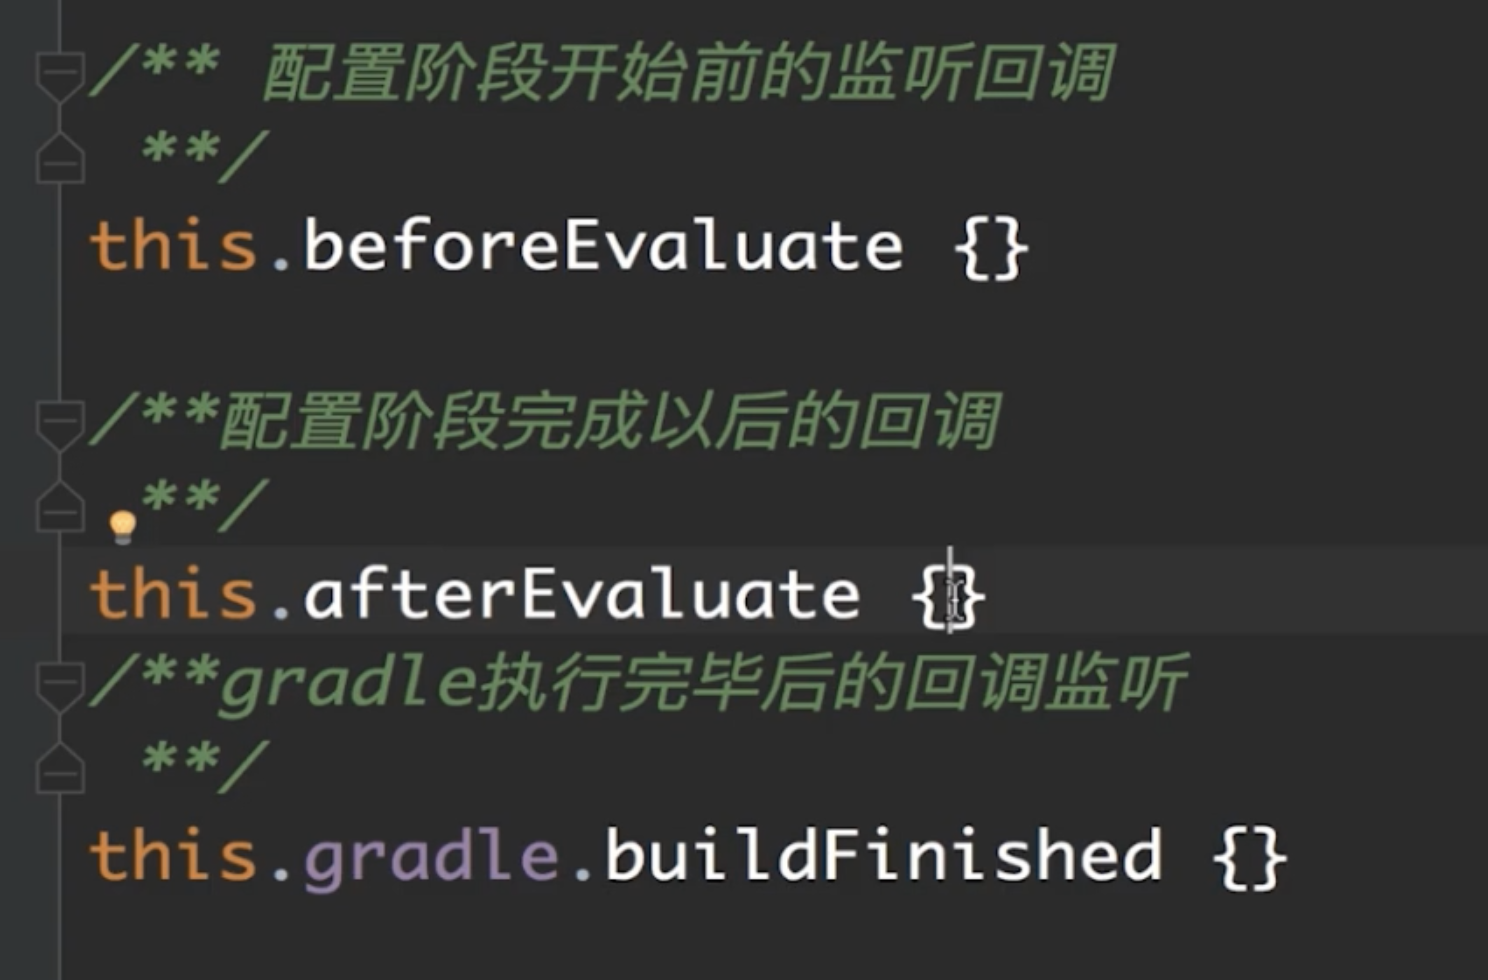 /** 配置阶段开始前的监听回调
**/
this.beforeEvaluate {}
/**配置阶段完成以后的回调
**/
this.afterEvaluate {}
/**gradle执行完毕后的回调监听
**/
this.gradle.buildFinished {}